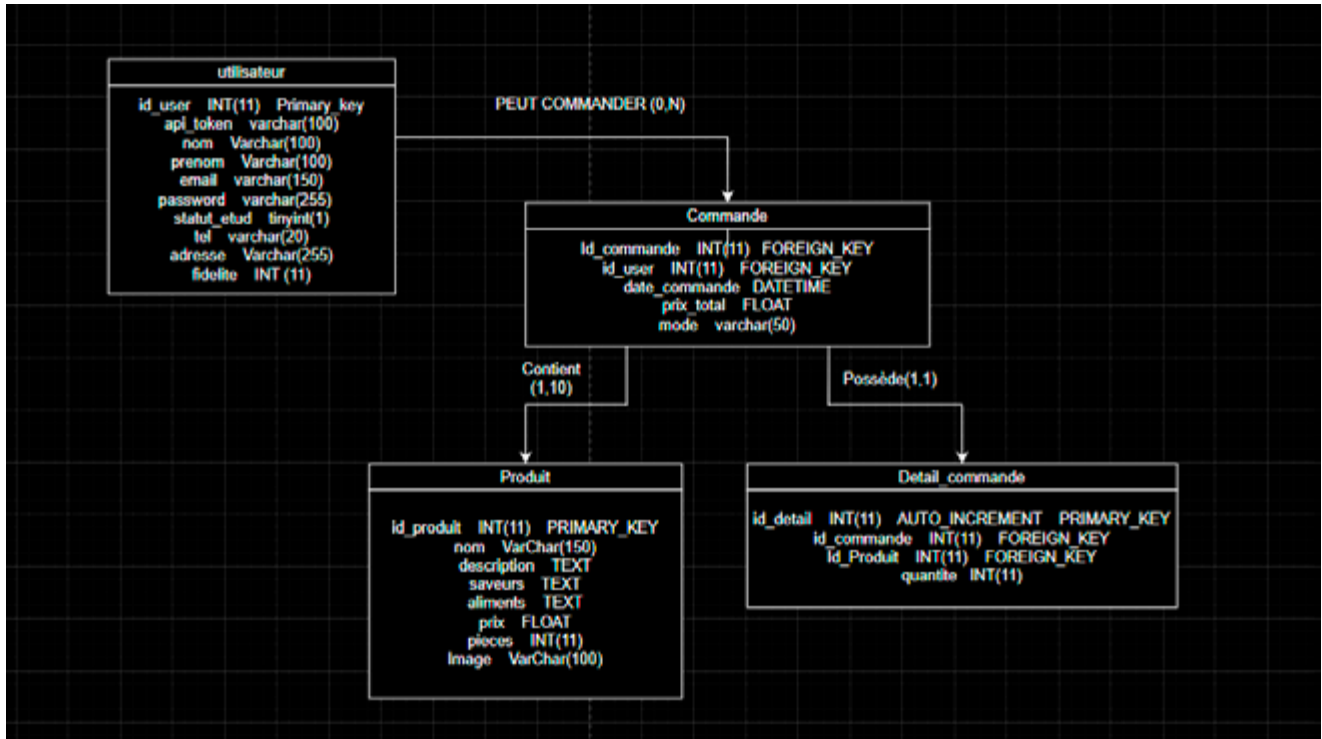 utilisateur
id_user INT(11) Primary_key
api_token varchar(100)
nom Varchar(100)
prenom Varchar(100)
email varchar(150)
password varchar(255)
statut_etud tinyint(1)
tel varchar(20)
adresse Varchar(255)
fidelite INT (11)
PEUT COMMANDER (0,N)
Commande
Id_commande INT(11) FOREIGN_KEY
id_user INT(11) FOREIGN_KEY
date_commande DATETIME
prix_total FLOAT
mode varchar(50)
Contient
(1,10)
Possède(1,1)
Produit
id_produit INT(11) PRIMARY_KEY
nom VarChar(150)
description TEXT
saveurs TEXT
aliments TEXT
prix FLOAT
pieces INT(11)
Image VarChar(100)
Detail_commande
id_detail INT(11) AUTO_INCREMENT PRIMARY_KEY
id_commande INT(11) FOREIGN_KEY
Id_Produit INT(11) FOREIGN_KEY
quantite INT(11)